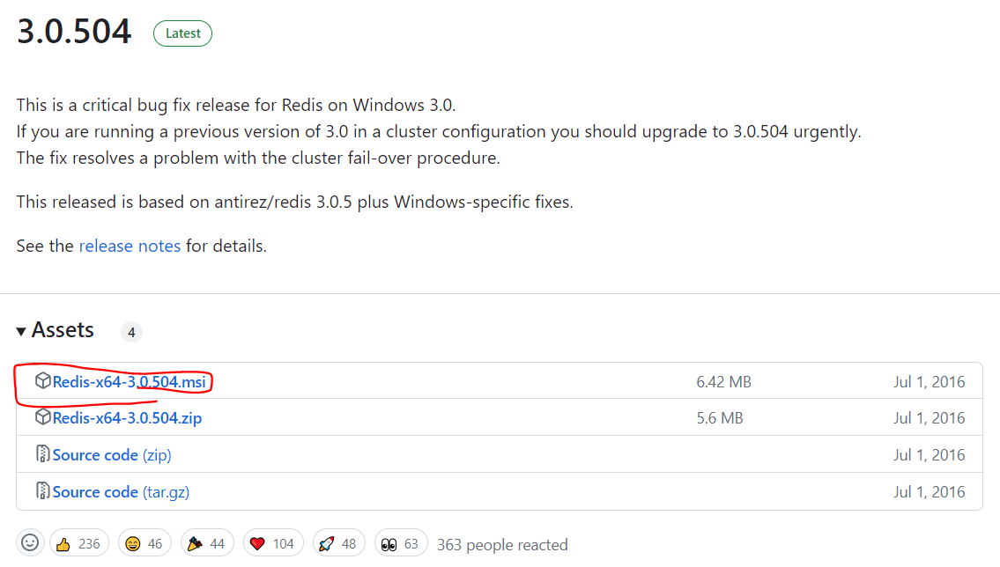 3.0.504 Latest
This is a critical bug fix release for Redis on Windows 3.0.
If you are running a previous version of 3.0 in a cluster configuration you should upgrade to 3.0.504 urgently.
The fix resolves a problem with the cluster fail-over procedure.
This released is based on antirez/redis 3.0.5 plus Windows-specific fixes.
See the release notes for details.
Assets 4
Redis-x64-3.0.504.msi 6.42 MB Jul 1, 2016
Redis-x64-3.0.504.zip 5.6 MB Jul 1, 2016
Source code (zip) Jul 1, 2016
Source code (tar.gz) Jul 1, 2016
236 46 44 104 48 63 363 people reacted